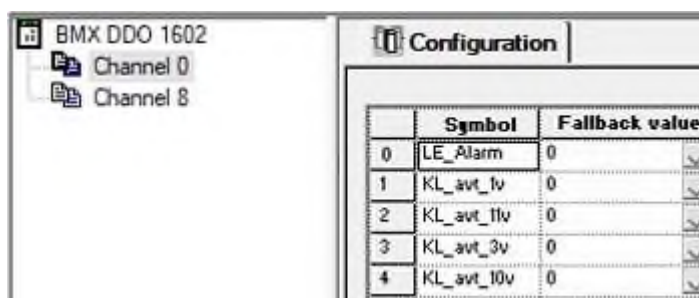 BMX DDO 1602
Channel 0
Channel 8
Configuration
Symbol Fallback value
0 LE_Alarm 0
1 KL_avt_1v 0
2 KL_avt_11v 0
3 KL_avt_3v 0
4 KL_avt_10v 0